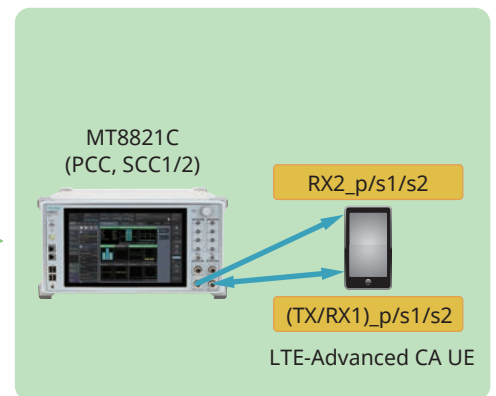 MT8821C
(PCC, SCC1/2)
RX2_p/s1/s2
(TX/RX1)_p/s1/s2
LTE-Advanced CA UE